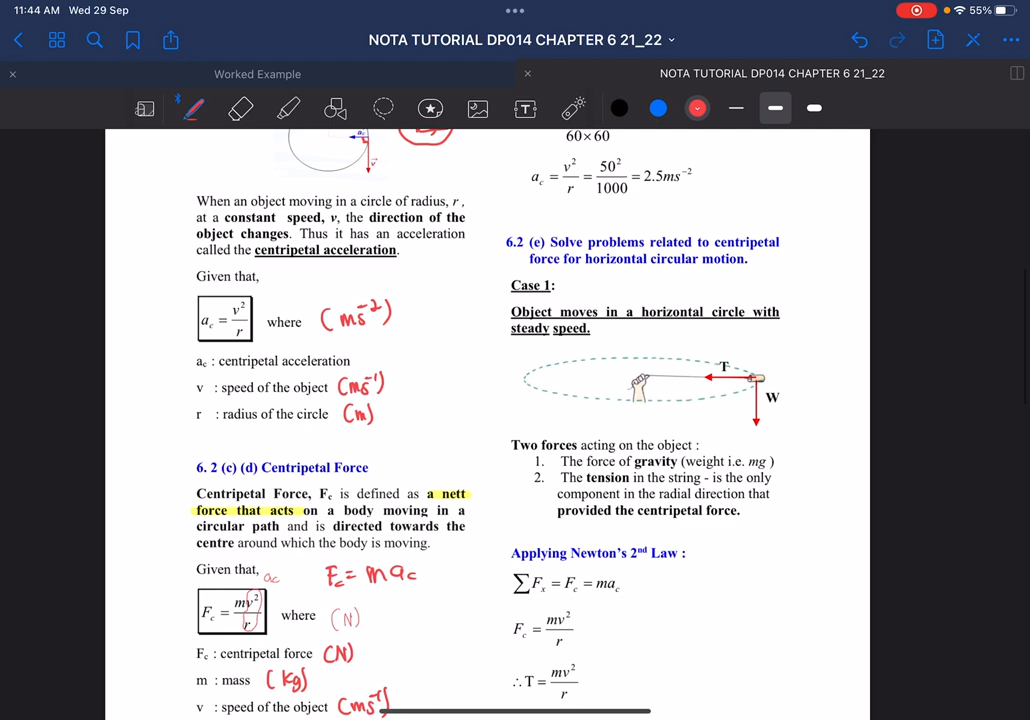 11:44 AM Wed 29 Sep
55%
NOTA TUTORIAL DP014 CHAPTER 6 21_22
Worked Example
NOTA TUTORIAL DP014 CHAPTER 6 21_22
When an object moving in a circle of radius, r ,
at a constant speed, v, the direction of the
object changes. Thus it has an acceleration
called the centripetal acceleration.
Given that,
a_c = v²/r where (ms⁻²)
a_c : centripetal acceleration
v : speed of the object (ms⁻¹)
r : radius of the circle (m)
6. 2 (c) (d) Centripetal Force
Centripetal Force, F_c is defined as a nett
force that acts on a body moving in a
circular path and is directed towards the
centre around which the body is moving.
Given that, ac F_c = mac
F_c = mv²/r where (N)
F_c : centripetal force (N)
m : mass (kg)
v : speed of the object (ms⁻¹)
60×60
a_c = v²/r = 50²/1000 = 2.5ms⁻²
6.2 (e) Solve problems related to centripetal
force for horizontal circular motion.
Case 1:
Object moves in a horizontal circle with
steady speed.
T
W
Two forces acting on the object :
1. The force of gravity (weight i.e. mg )
2. The tension in the string - is the only
component in the radial direction that
provided the centripetal force.
Applying Newton's 2nd Law :
∑F_x = F_c = ma_c
F_c = mv²/r
∴T = mv²/r